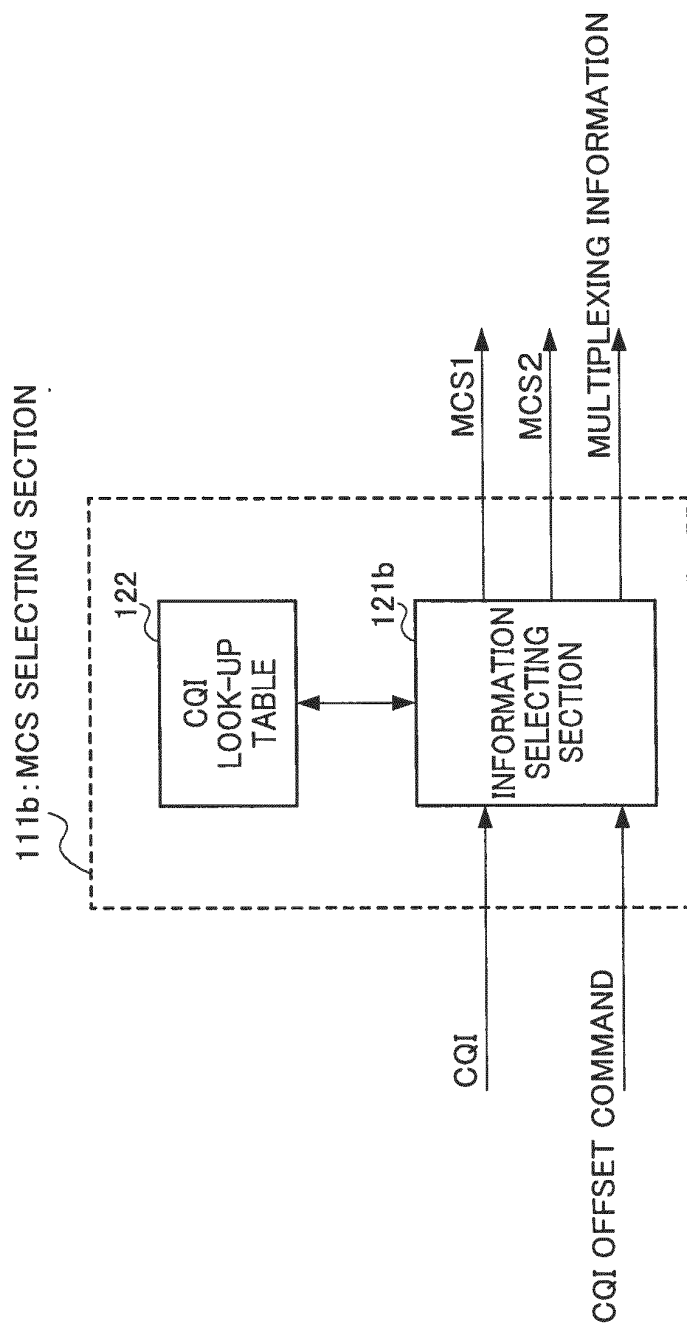 111b:MCS SELECTING SECTION
122
CQI
LOOK-UP
TABLE
121b
INFORMATION
SELECTING
SECTION
CQI
CQI OFFSET COMMAND
MCS1
MCS2
MULTIPLEXING INFORMATION